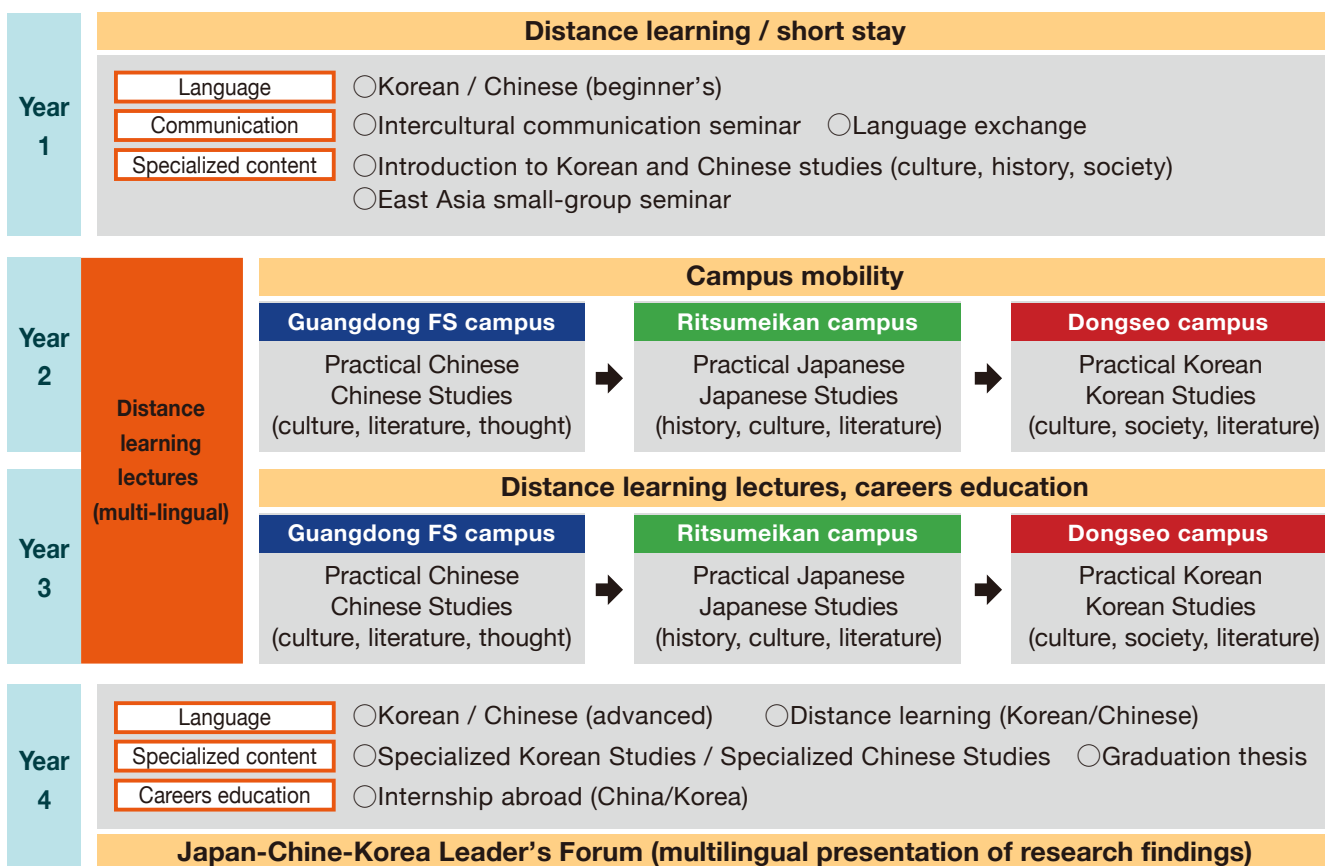 Distance learning / short stay
Year
1
Language
○Korean / Chinese (beginner's)
Communication
○Intercultural communication seminar ○Language exchange
Specialized content
○Introduction to Korean and Chinese studies (culture, history, society)
○East Asia small-group seminar
Year
2
Distance
learning
lectures
(multi-lingual)
Campus mobility
Guangdong FS campus
Practical Chinese
Chinese Studies
(culture, literature, thought)
Ritsumeikan campus
Practical Japanese
Japanese Studies
(history, culture, literature)
Dongseo campus
Practical Korean
Korean Studies
(culture, society, literature)
Year
3
Distance learning lectures, careers education
Guangdong FS campus
Practical Chinese
Chinese Studies
(culture, literature, thought)
Ritsumeikan campus
Practical Japanese
Japanese Studies
(history, culture, literature)
Dongseo campus
Practical Korean
Korean Studies
(culture, society, literature)
Year
4
Language
○Korean / Chinese (advanced) ○Distance learning (Korean/Chinese)
Specialized content
○Specialized Korean Studies / Specialized Chinese Studies ○Graduation thesis
Careers education
○Internship abroad (China/Korea)
Japan-Chine-Korea Leader's Forum (multilingual presentation of research findings)